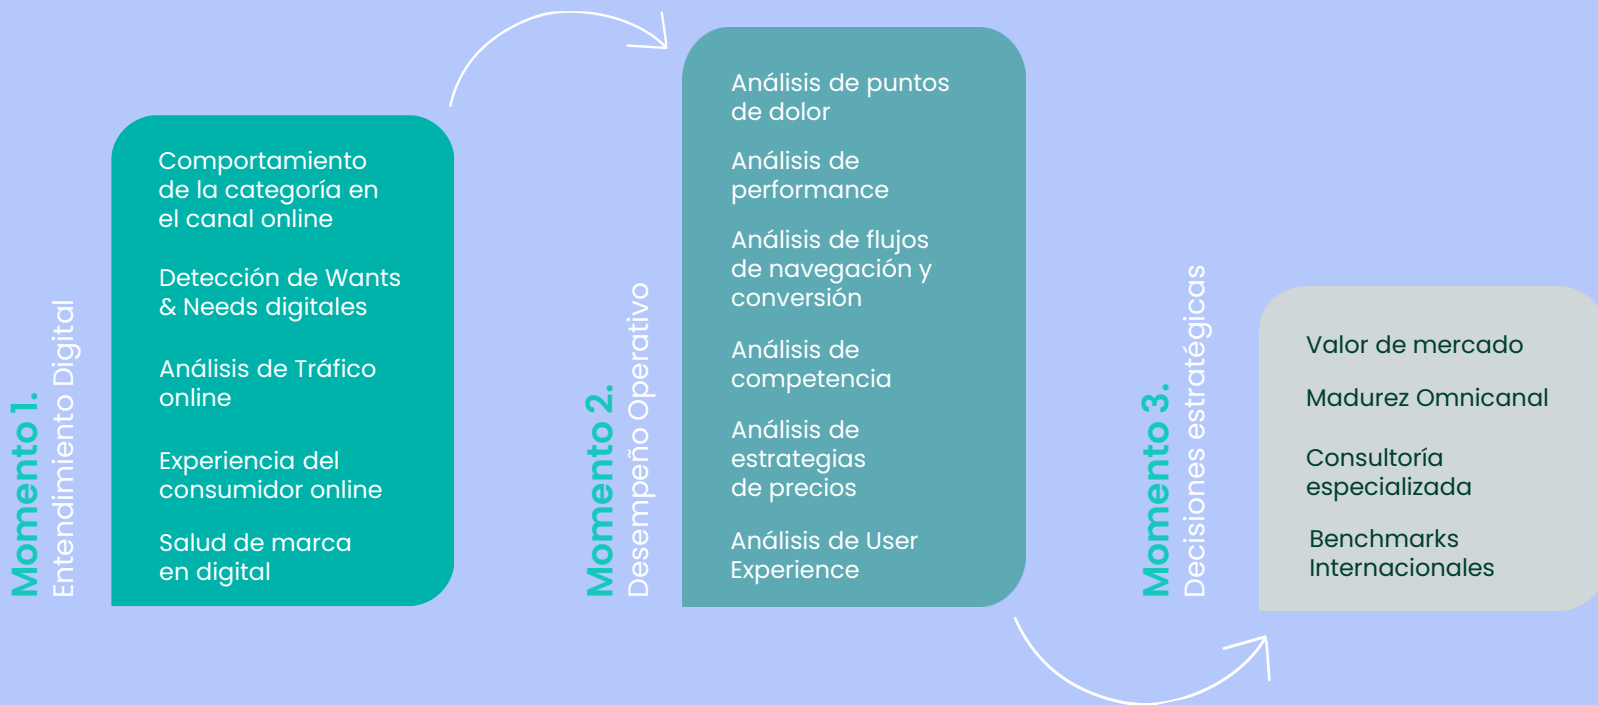 Momento 1.
Entendimiento Digital
Comportamiento
de la categoría en
el canal online
Detección de Wants
& Needs digitales
Análisis de Tráfico
online
Experiencia del
consumidor online
Salud de marca
en digital
Momento 2.
Desempeño Operativo
Análisis de puntos
de dolor
Análisis de
performance
Análisis de flujos
de navegación y
conversión
Análisis de
competencia
Análisis de
estrategias
de precios
Análisis de User
Experience
Momento 3.
Decisiones estratégicas
Valor de mercado
Madurez Omnicanal
Consultoría
especializada
Benchmarks
Internacionales